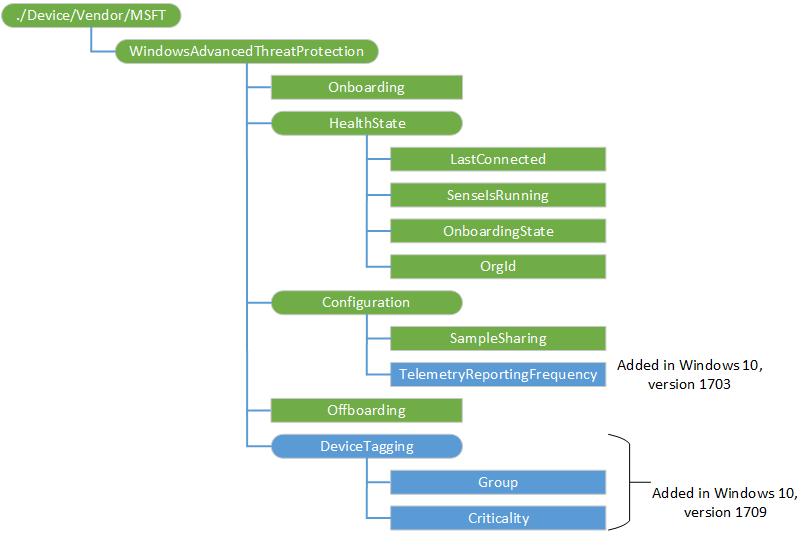 ./Device/Vendor/MSFT
WindowsAdvancedThreatProtection
Onboarding
HealthState
LastConnected
SenseIsRunning
OnboardingState
OrgId
Configuration
SampleSharing
TelemetryReportingFrequency
Added in Windows 10,
version 1703
Offboarding
DeviceTagging
Group
Criticality
Added in Windows 10,
version 1709